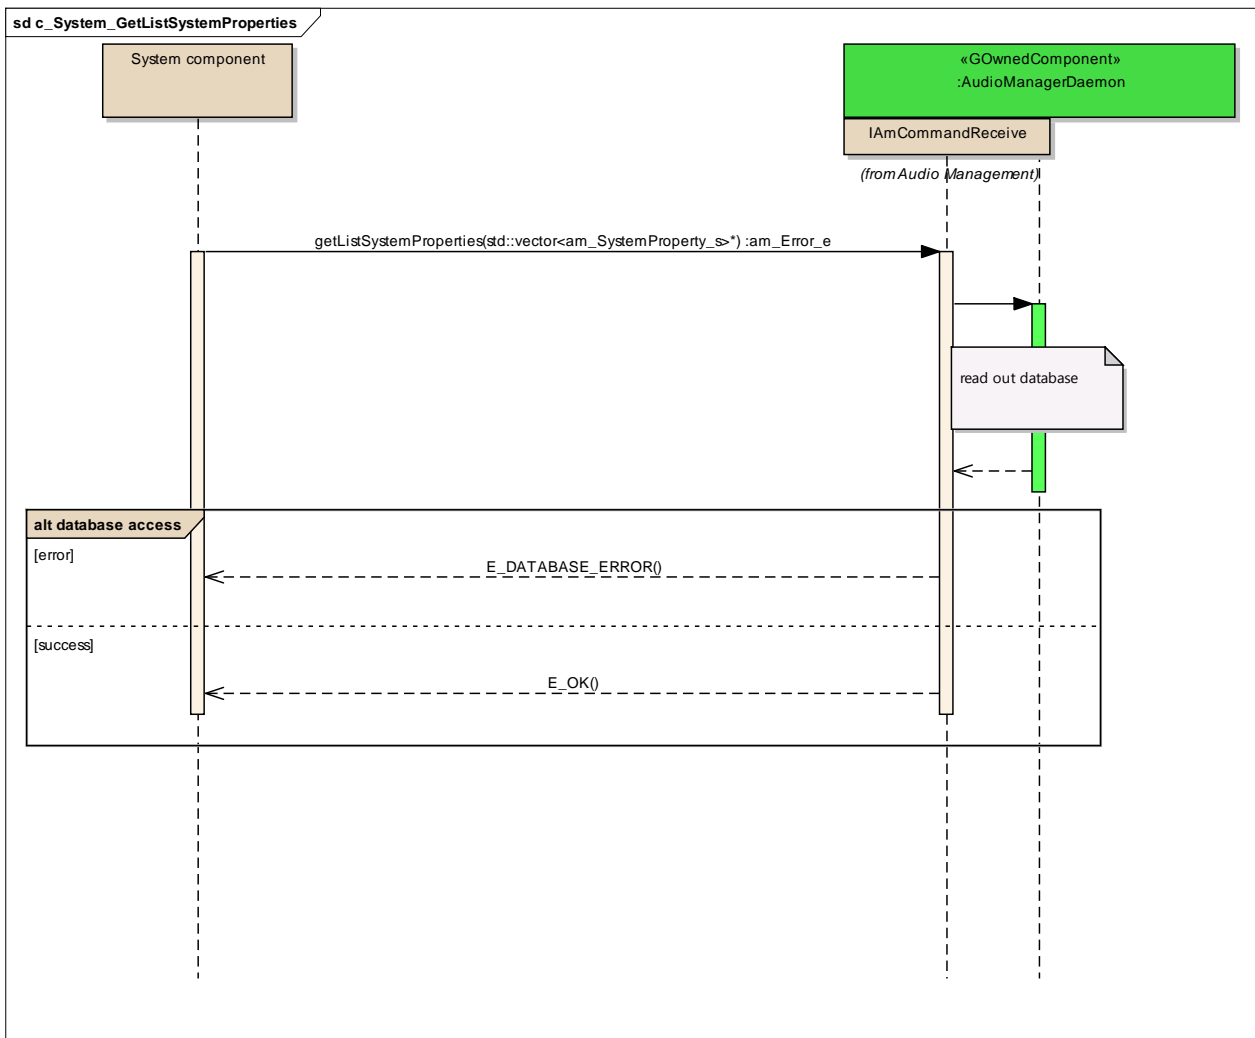 sd c_System_GetListSystemProperties
System component
«GOwnedComponent»
:AudioManagerDaemon
IAmCommandReceive
(from Audio Management)
getListSystemProperties(std::vector<am_SystemProperty_s>*) :am_Error_e
read out database
alt database access
[error]
E_DATABASE_ERROR()
[success]
E_OK()